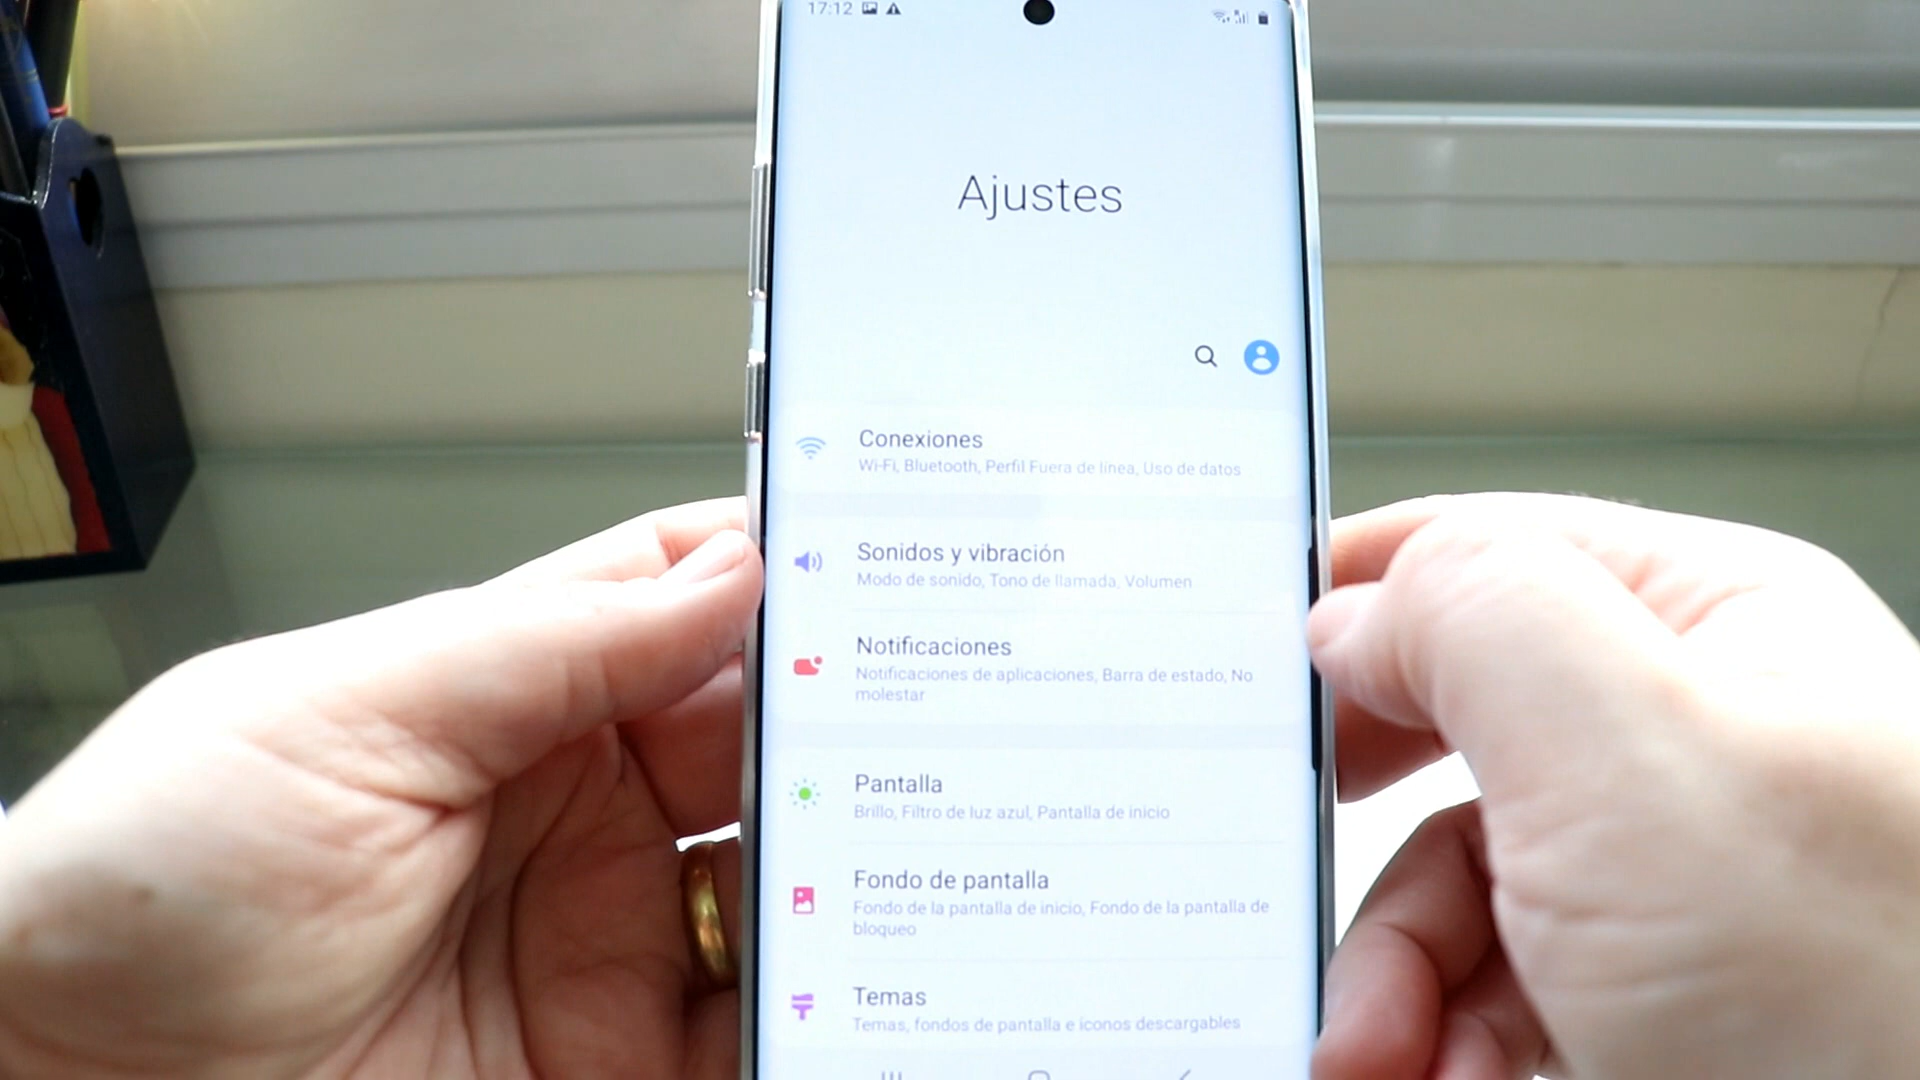 17:12
Ajustes
Conexiones
Wi-Fi, Bluetooth, Perfil Fuera de línea, Uso de datos
Sonidos y vibración
Modo de sonido, Tono de llamada, Volumen
Notificaciones
Notificaciones de aplicaciones, Barra de estado, No
molestar
Pantalla
Brillo, Filtro de luz azul, Pantalla de inicio
Fondo de pantalla
Fondo de la pantalla de inicio, Fondo de la pantalla de
bloqueo
Temas
Temas, fondos de pantalla e iconos descargables